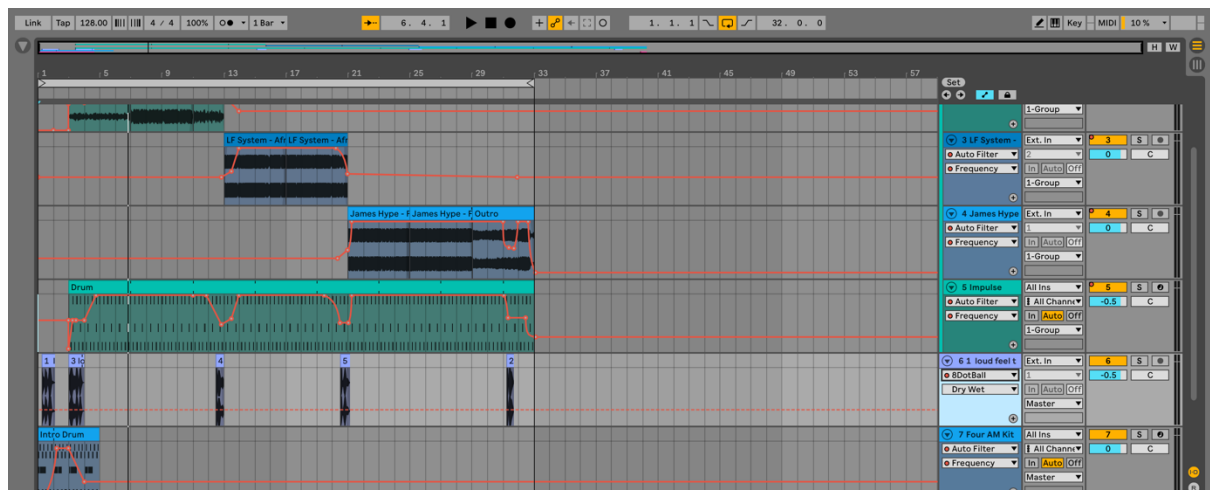 Link Tap 128.00 4 / 4 100% 1 Bar 6. 4. 1 1. 1. 1 32. 0. 0 Key MIDI 10 %
H W
1 5 9 13 17 21 25 29 33 37 41 45 49 53 57
Set
1-Group
LF System - Afr LF System - Afr
3 LF System - Ext. In 3 S
Auto Filter 2 0 C
Frequency In Auto Off
1-Group
James Hype - F James Hype - F Outro
4 James Hype Ext. In 4 S
Auto Filter 1 0 C
Frequency In Auto Off
1-Group
Drum
5 Impulse All Ins 5 S
Auto Filter All Channe -0.5 C
Frequency In Auto Off
1-Group
1 l 3 lo 4 5 2
6 1 loud feel t Ext. In 6 S
8DotBall 1 -0.5 C
Dry Wet In Auto Off
Master
Intro Drum
7 Four AM Kit All Ins 7 S
Auto Filter All Channe 0 C
Frequency In Auto Off
Master